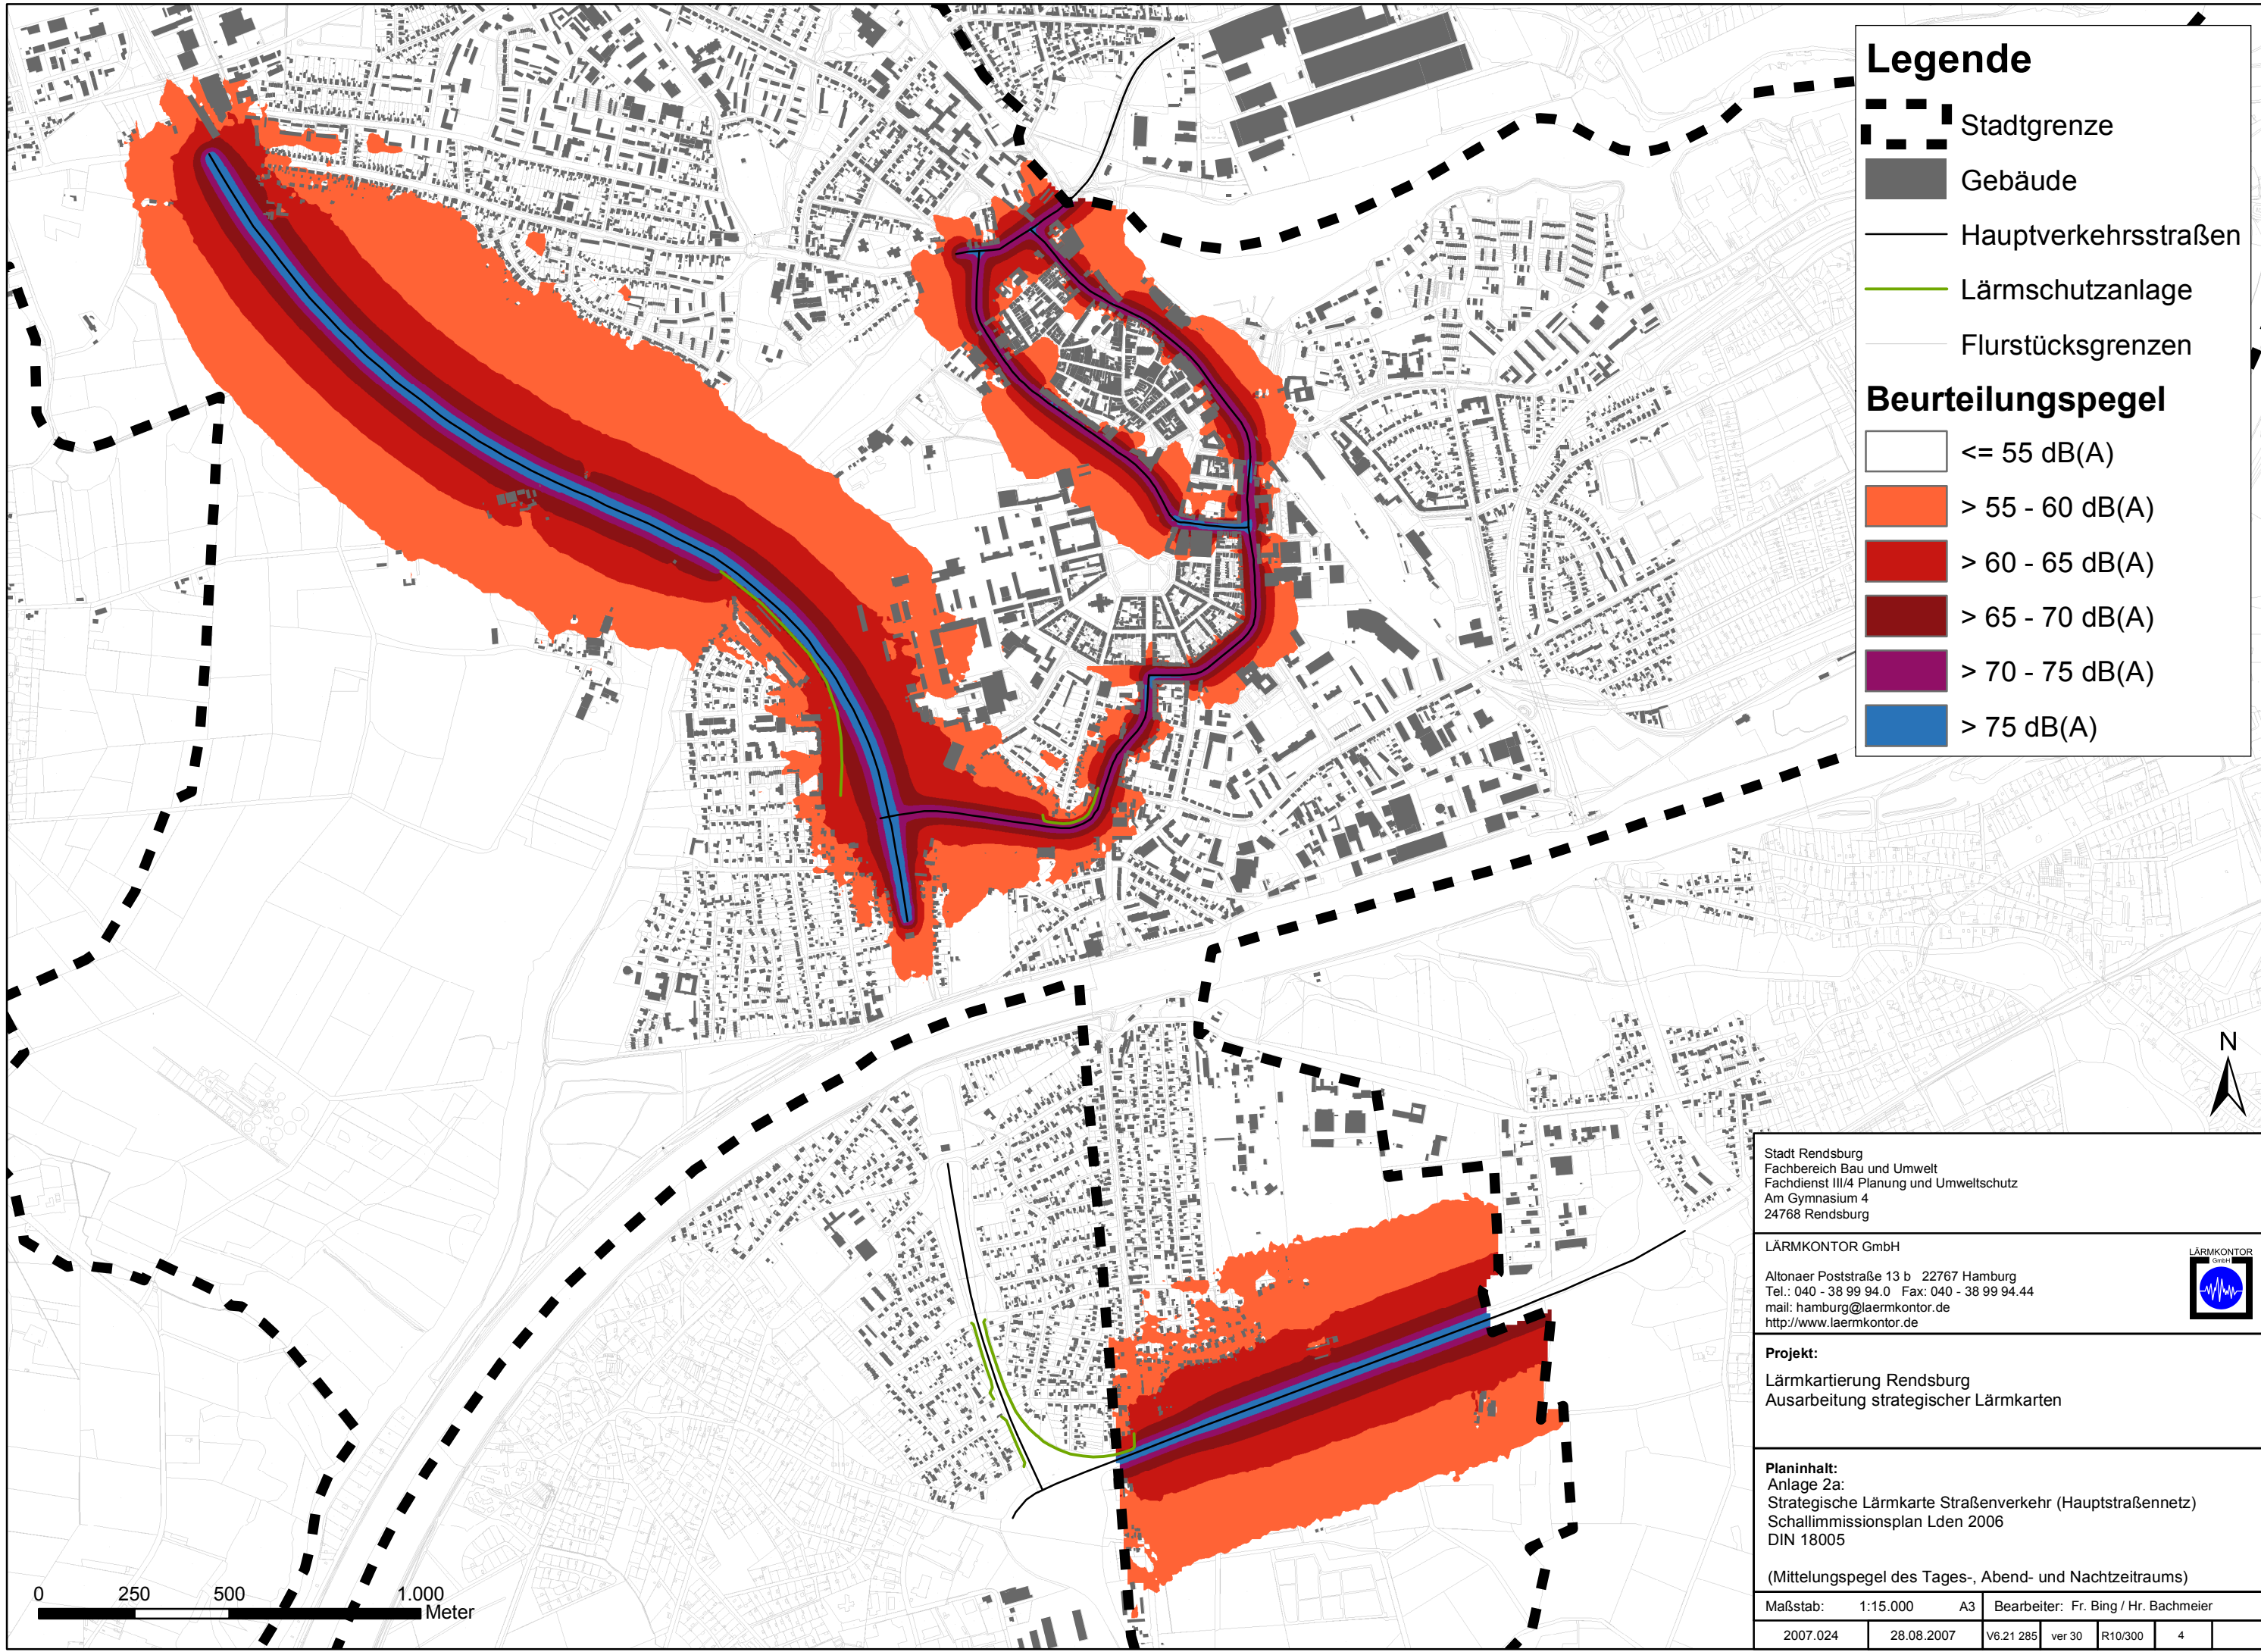 Legende
Stadtgrenze
Gebäude
Hauptverkehrsstraßen
Lärmschutzanlage
Flurstücksgrenzen
Beurteilungspegel
<= 55 dB(A)
> 55 - 60 dB(A)
> 60 - 65 dB(A)
> 65 - 70 dB(A)
> 70 - 75 dB(A)
> 75 dB(A)
N
Stadt Rendsburg
Fachbereich Bau und Umwelt
Fachdienst III/4 Planung und Umweltschutz
Am Gymnasium 4
24768 Rendsburg
LÄRMKONTOR GmbH
Altonaer Poststraße 13 b 22767 Hamburg
Tel.: 040 - 38 99 94.0 Fax: 040 - 38 99 94.44
mail: hamburg@laermkontor.de
http://www.laermkontor.de
LÄRMKONTOR
GmbH
Projekt:
Lärmkartierung Rendsburg
Ausarbeitung strategischer Lärmkarten
Planinhalt:
Anlage 2a:
Strategische Lärmkarte Straßenverkehr (Hauptstraßennetz)
Schallimmissionsplan Lden 2006
DIN 18005
(Mittelungspegel des Tages-, Abend- und Nachtzeitraums)
Maßstab: 1:15.000 A3 Bearbeiter: Fr. Bing / Hr. Bachmeier
2007.024 28.08.2007 V6.21 285 ver 30 R10/300 4
0 250 500 1.000
Meter